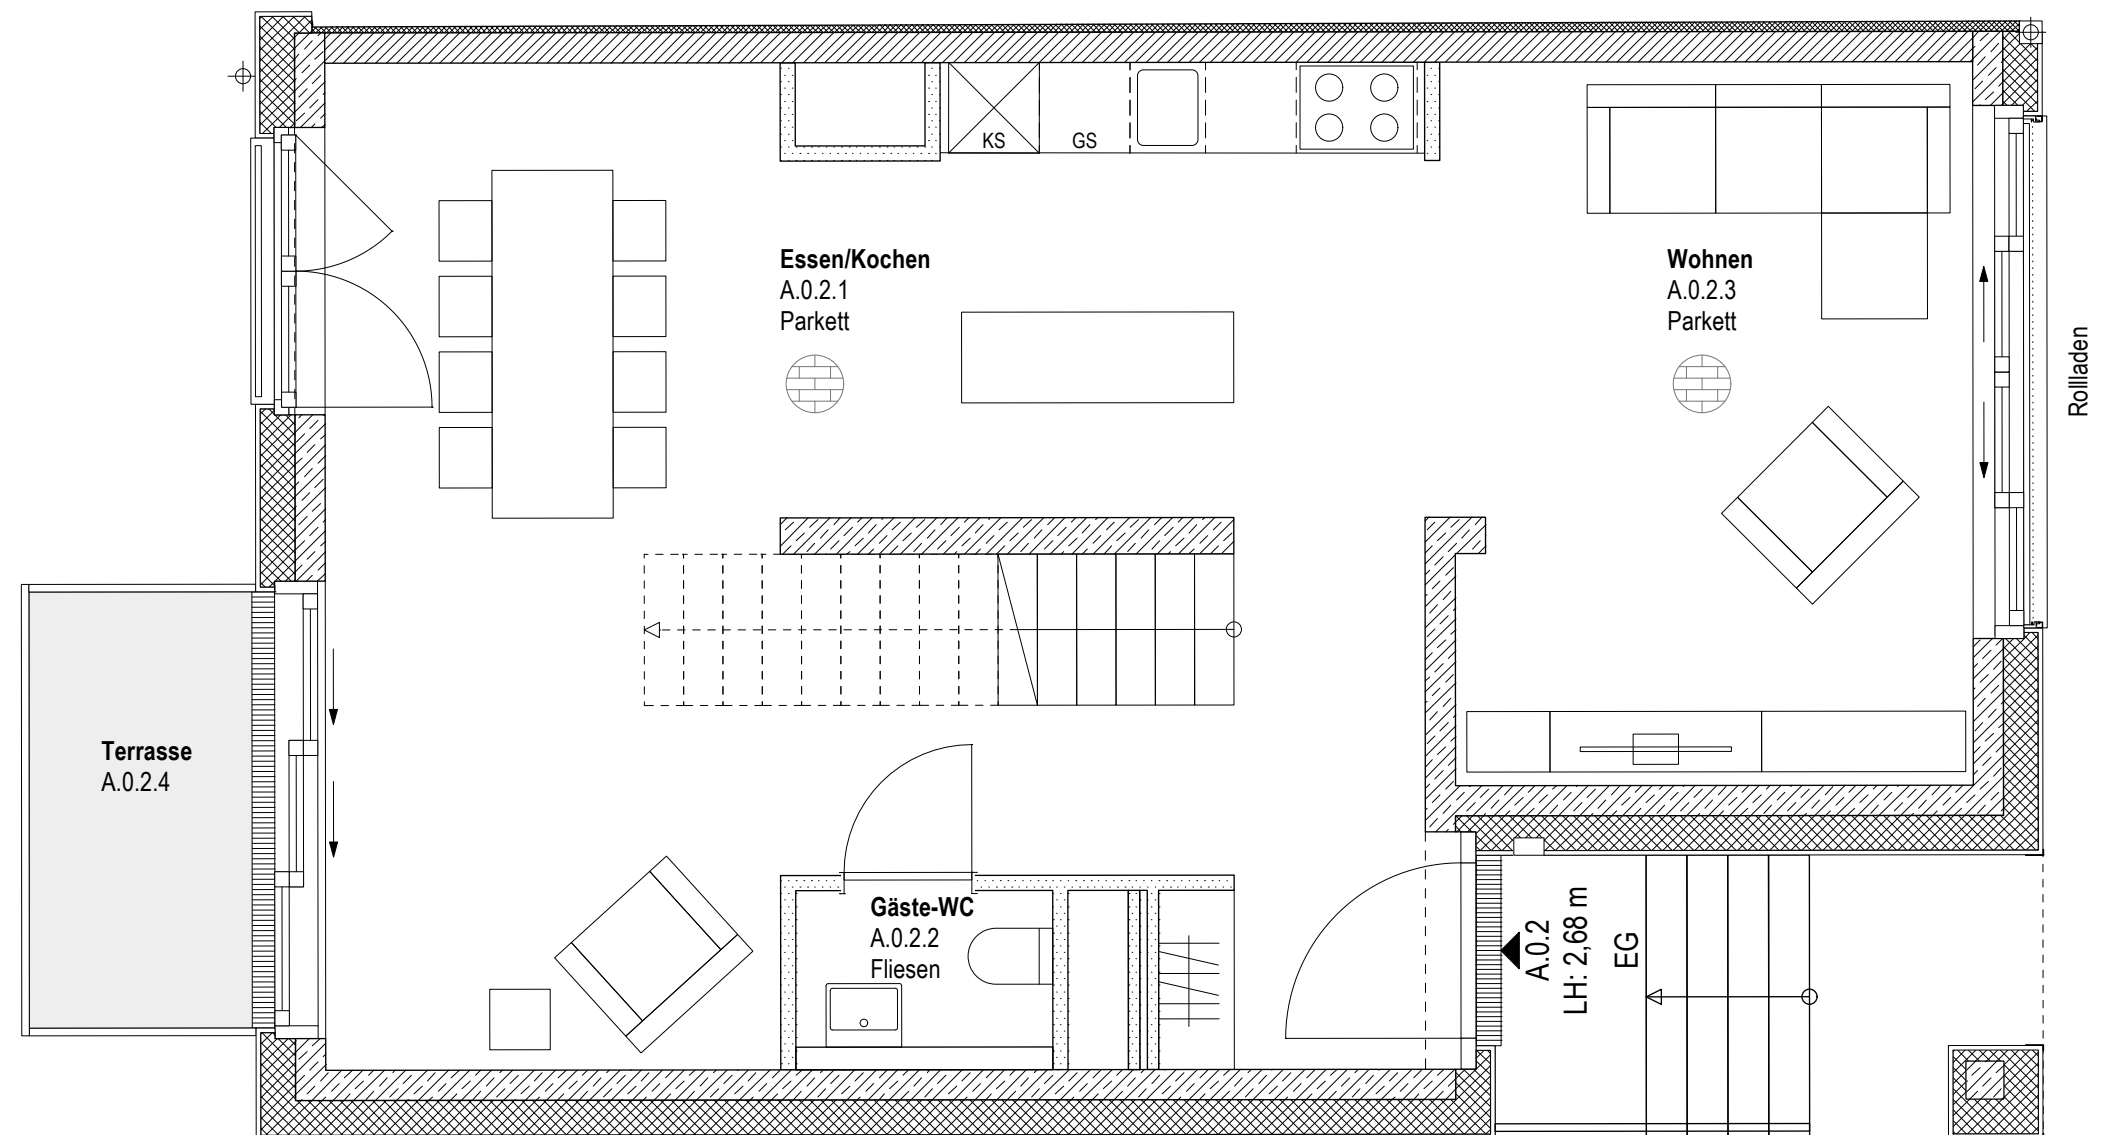 KS
GS
Essen/Kochen
A.0.2.1
Parkett
Wohnen
A.0.2.3
Parkett
Rollladen
Terrasse
A.0.2.4
Gäste-WC
A.0.2.2
Fliesen
A.0.2
LH: 2,68 m
EG